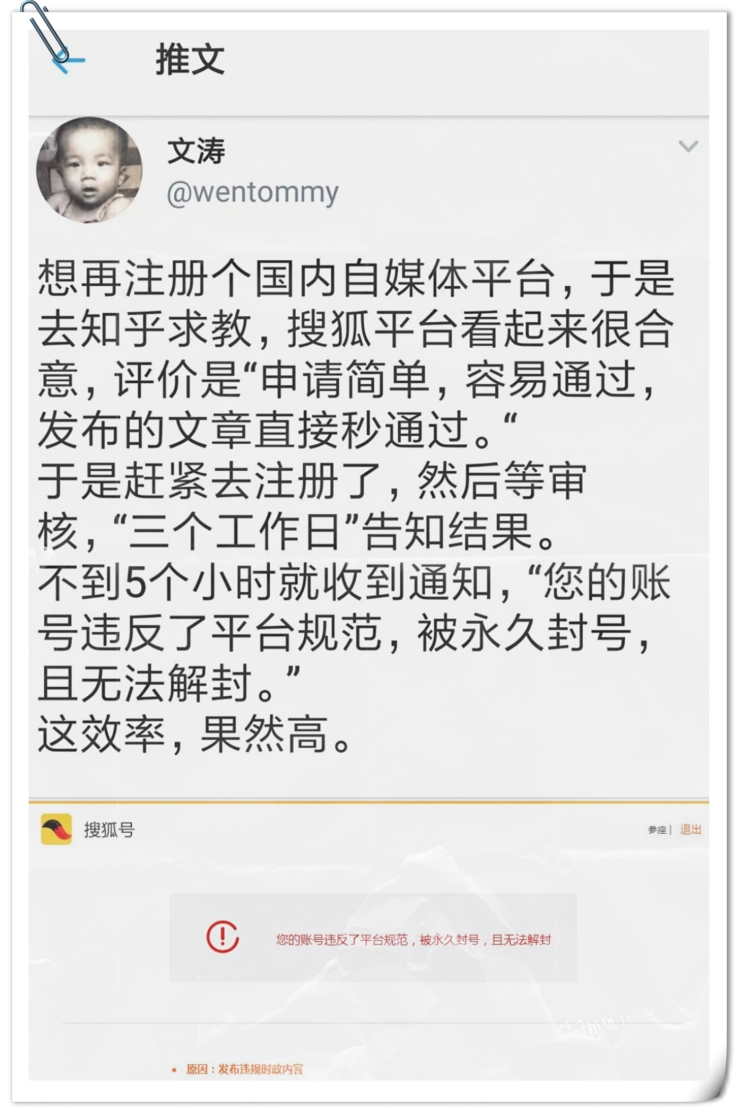 推文
文涛
@wentommy
想再注册个国内自媒体平台，于是
去知乎求教，搜狐平台看起来很合
意，评价是“申请简单，容易通过，
发布的文章直接秒通过。“
于是赶紧去注册了，然后等审
核，“三个工作日”告知结果。
不到5个小时就收到通知，“您的账
号违反了平台规范，被永久封号，
且无法解封。”
这效率，果然高。
搜狐号
参座 | 退出
您的账号违反了平台规范，被永久封号，且无法解封
• 原因：发布违规时政内容